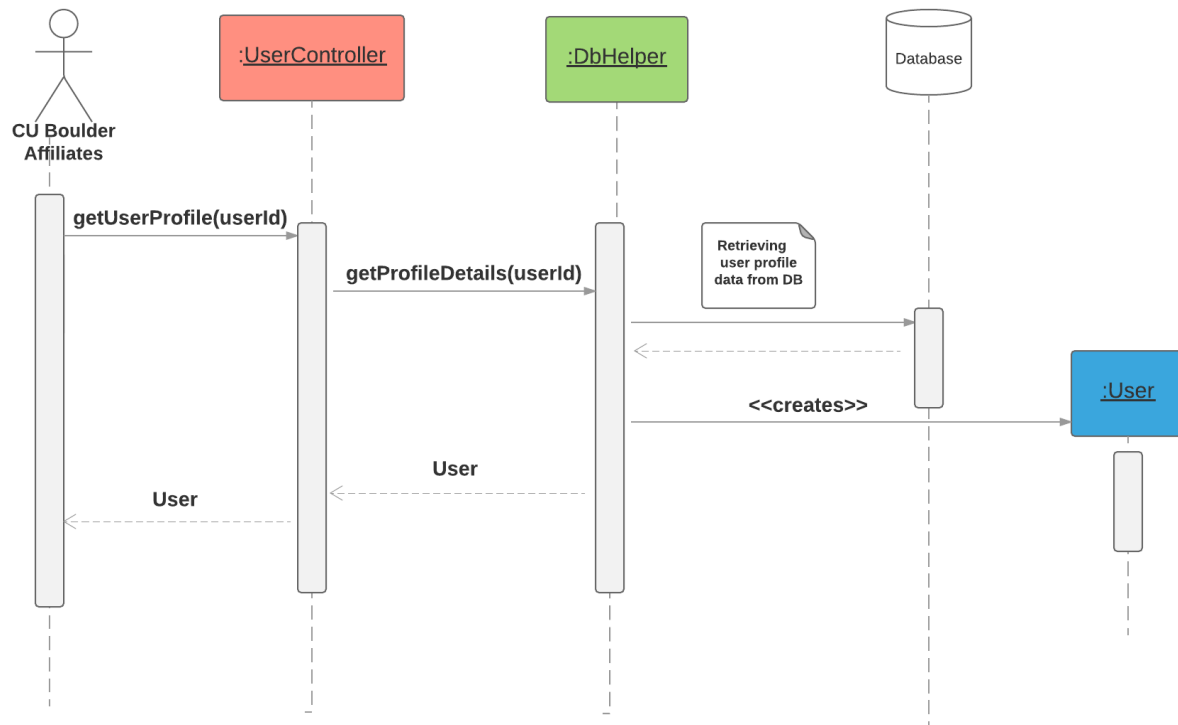 :UserController
:DbHelper
Database
CU Boulder
Affiliates
getUserProfile(userId)
getProfileDetails(userId)
Retrieving
user profile
data from DB
:User
<<creates>>
User
User